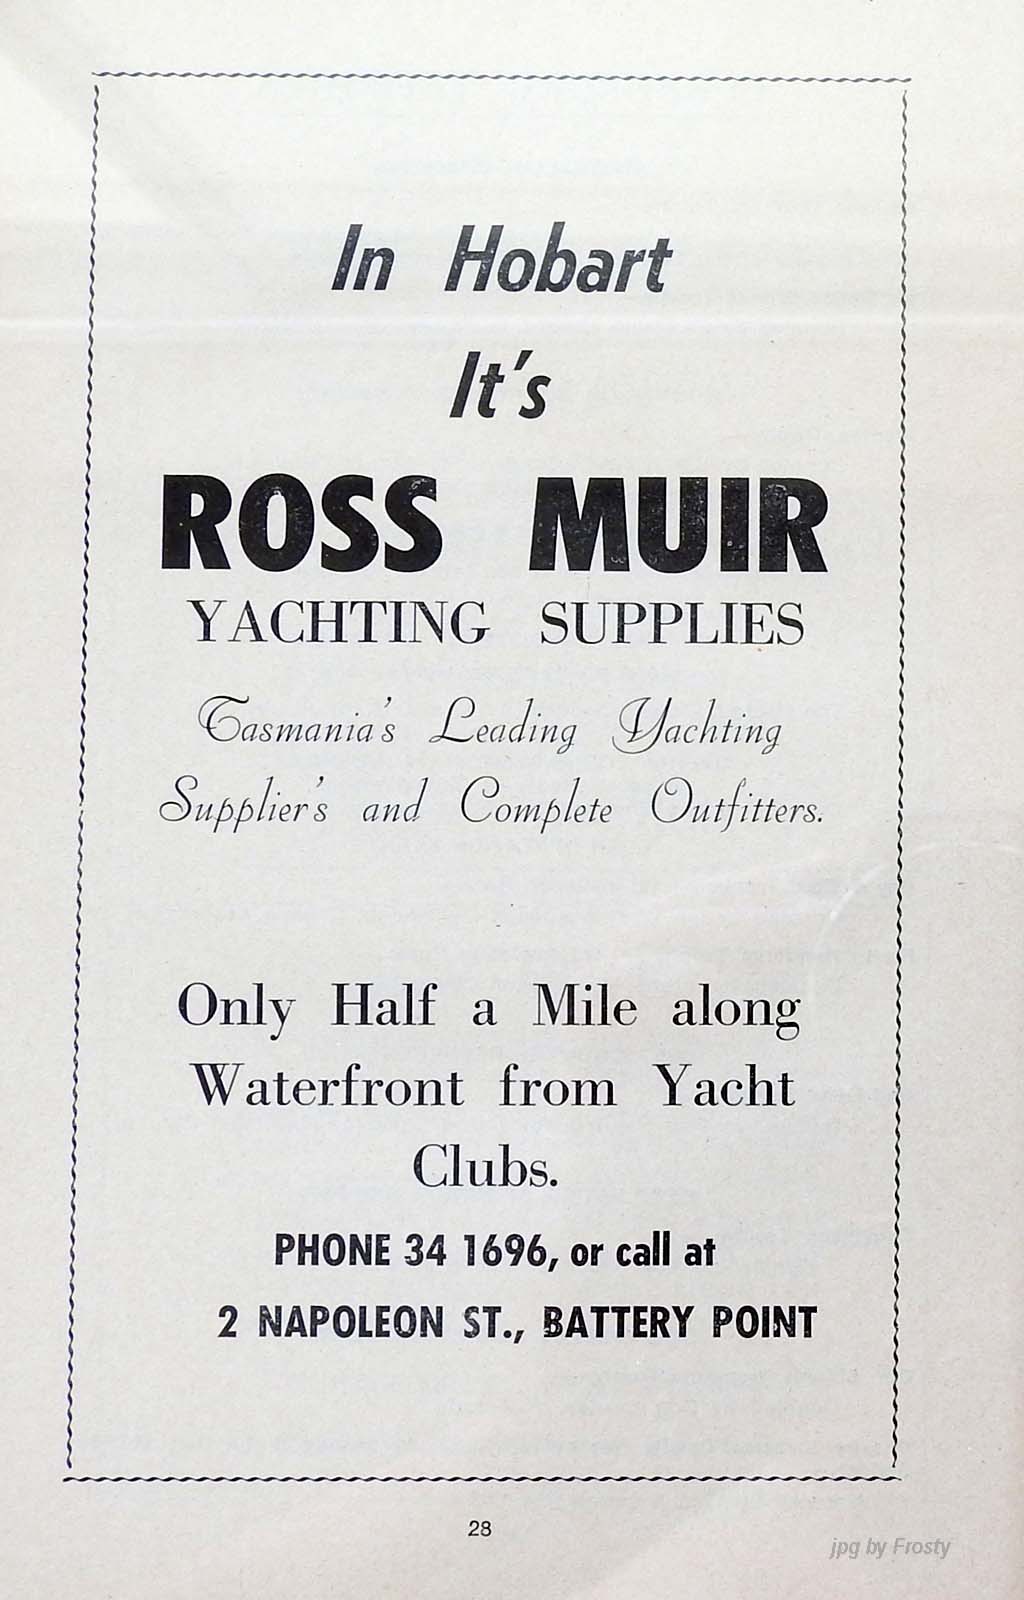 In Hobart
It's
ROSS MUIR
YACHTING SUPPLIES
Tasmania's Leading Yachting
Supplier's and Complete Outfitters.
Only Half a Mile along
Waterfront from Yacht
Clubs.
PHONE 34 1696, or call at
2 NAPOLEON ST., BATTERY POINT
28
jpg by Frosty